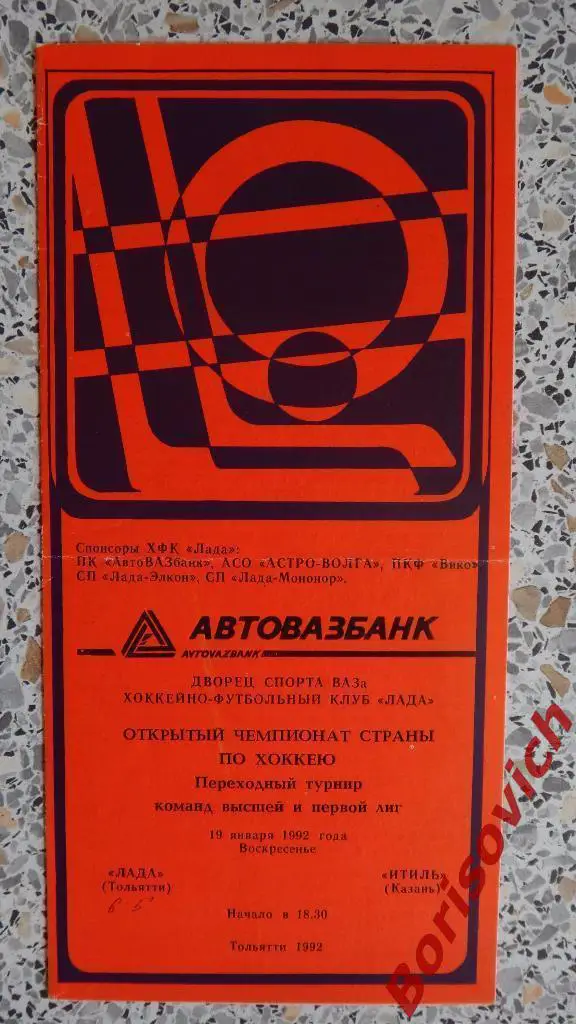 Спонсоры ХФК «Лада»:
ПК «АвтоВАЗбанк», АСО «АСТРО-ВОЛГА», ПКФ «Вико»
СП «Лада-Элкон», СП «Лада-Мононор».
АВТОВАЗБАНК
AVTOVAZBANK
ДВОРЕЦ СПОРТА ВАЗа
ХОККЕЙНО-ФУТБОЛЬНЫЙ КЛУБ «ЛАДА»
ОТКРЫТЫЙ ЧЕМПИОНАТ СТРАНЫ
ПО ХОККЕЮ
Переходный турнир
команд высшей и первой лиг
19 января 1992 года
Воскресенье
«ЛАДА» «ИТИЛЬ»
(Тольятти) (Казань)
6 5
Начало в 18.30
Тольятти 1992
Borisovich